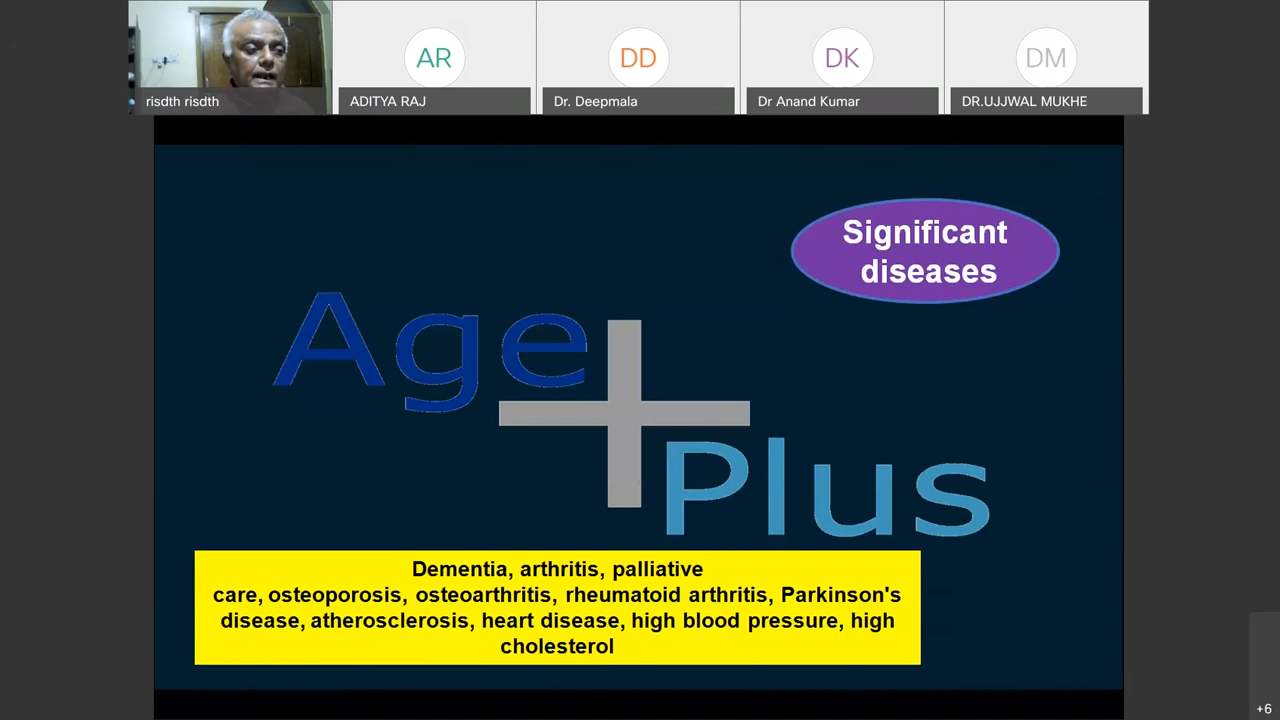 AR
DD
DK
DM
risdth risdth
ADITYA RAJ
Dr. Deepmala
Dr Anand Kumar
DR.UJJWAL MUKHE
Significant
diseases
Age
Plus
Dementia, arthritis, palliative
care, osteoporosis, osteoarthritis, rheumatoid arthritis, Parkinson's
disease, atherosclerosis, heart disease, high blood pressure, high
cholesterol
+6